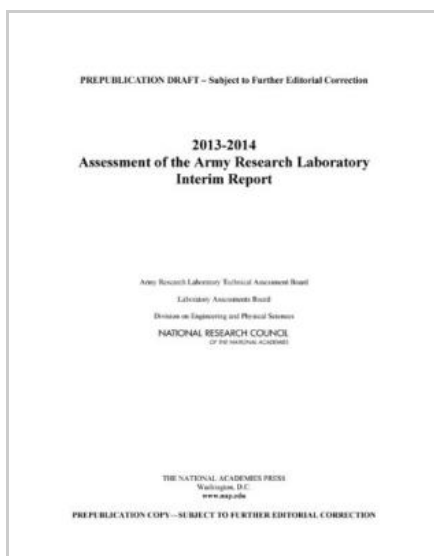 PREPUBLICATION DRAFT – Subject to Further Editorial Correction
2013-2014
Assessment of the Army Research Laboratory
Interim Report
Army Research Laboratory Technical Assessment Board
Laboratory Assessments Board
Division on Engineering and Physical Sciences
NATIONAL RESEARCH COUNCIL
OF THE NATIONAL ACADEMIES
THE NATIONAL ACADEMIES PRESS
Washington, D.C.
www.nap.edu
PREPUBLICATION COPY—SUBJECT TO FURTHER EDITORIAL CORRECTION